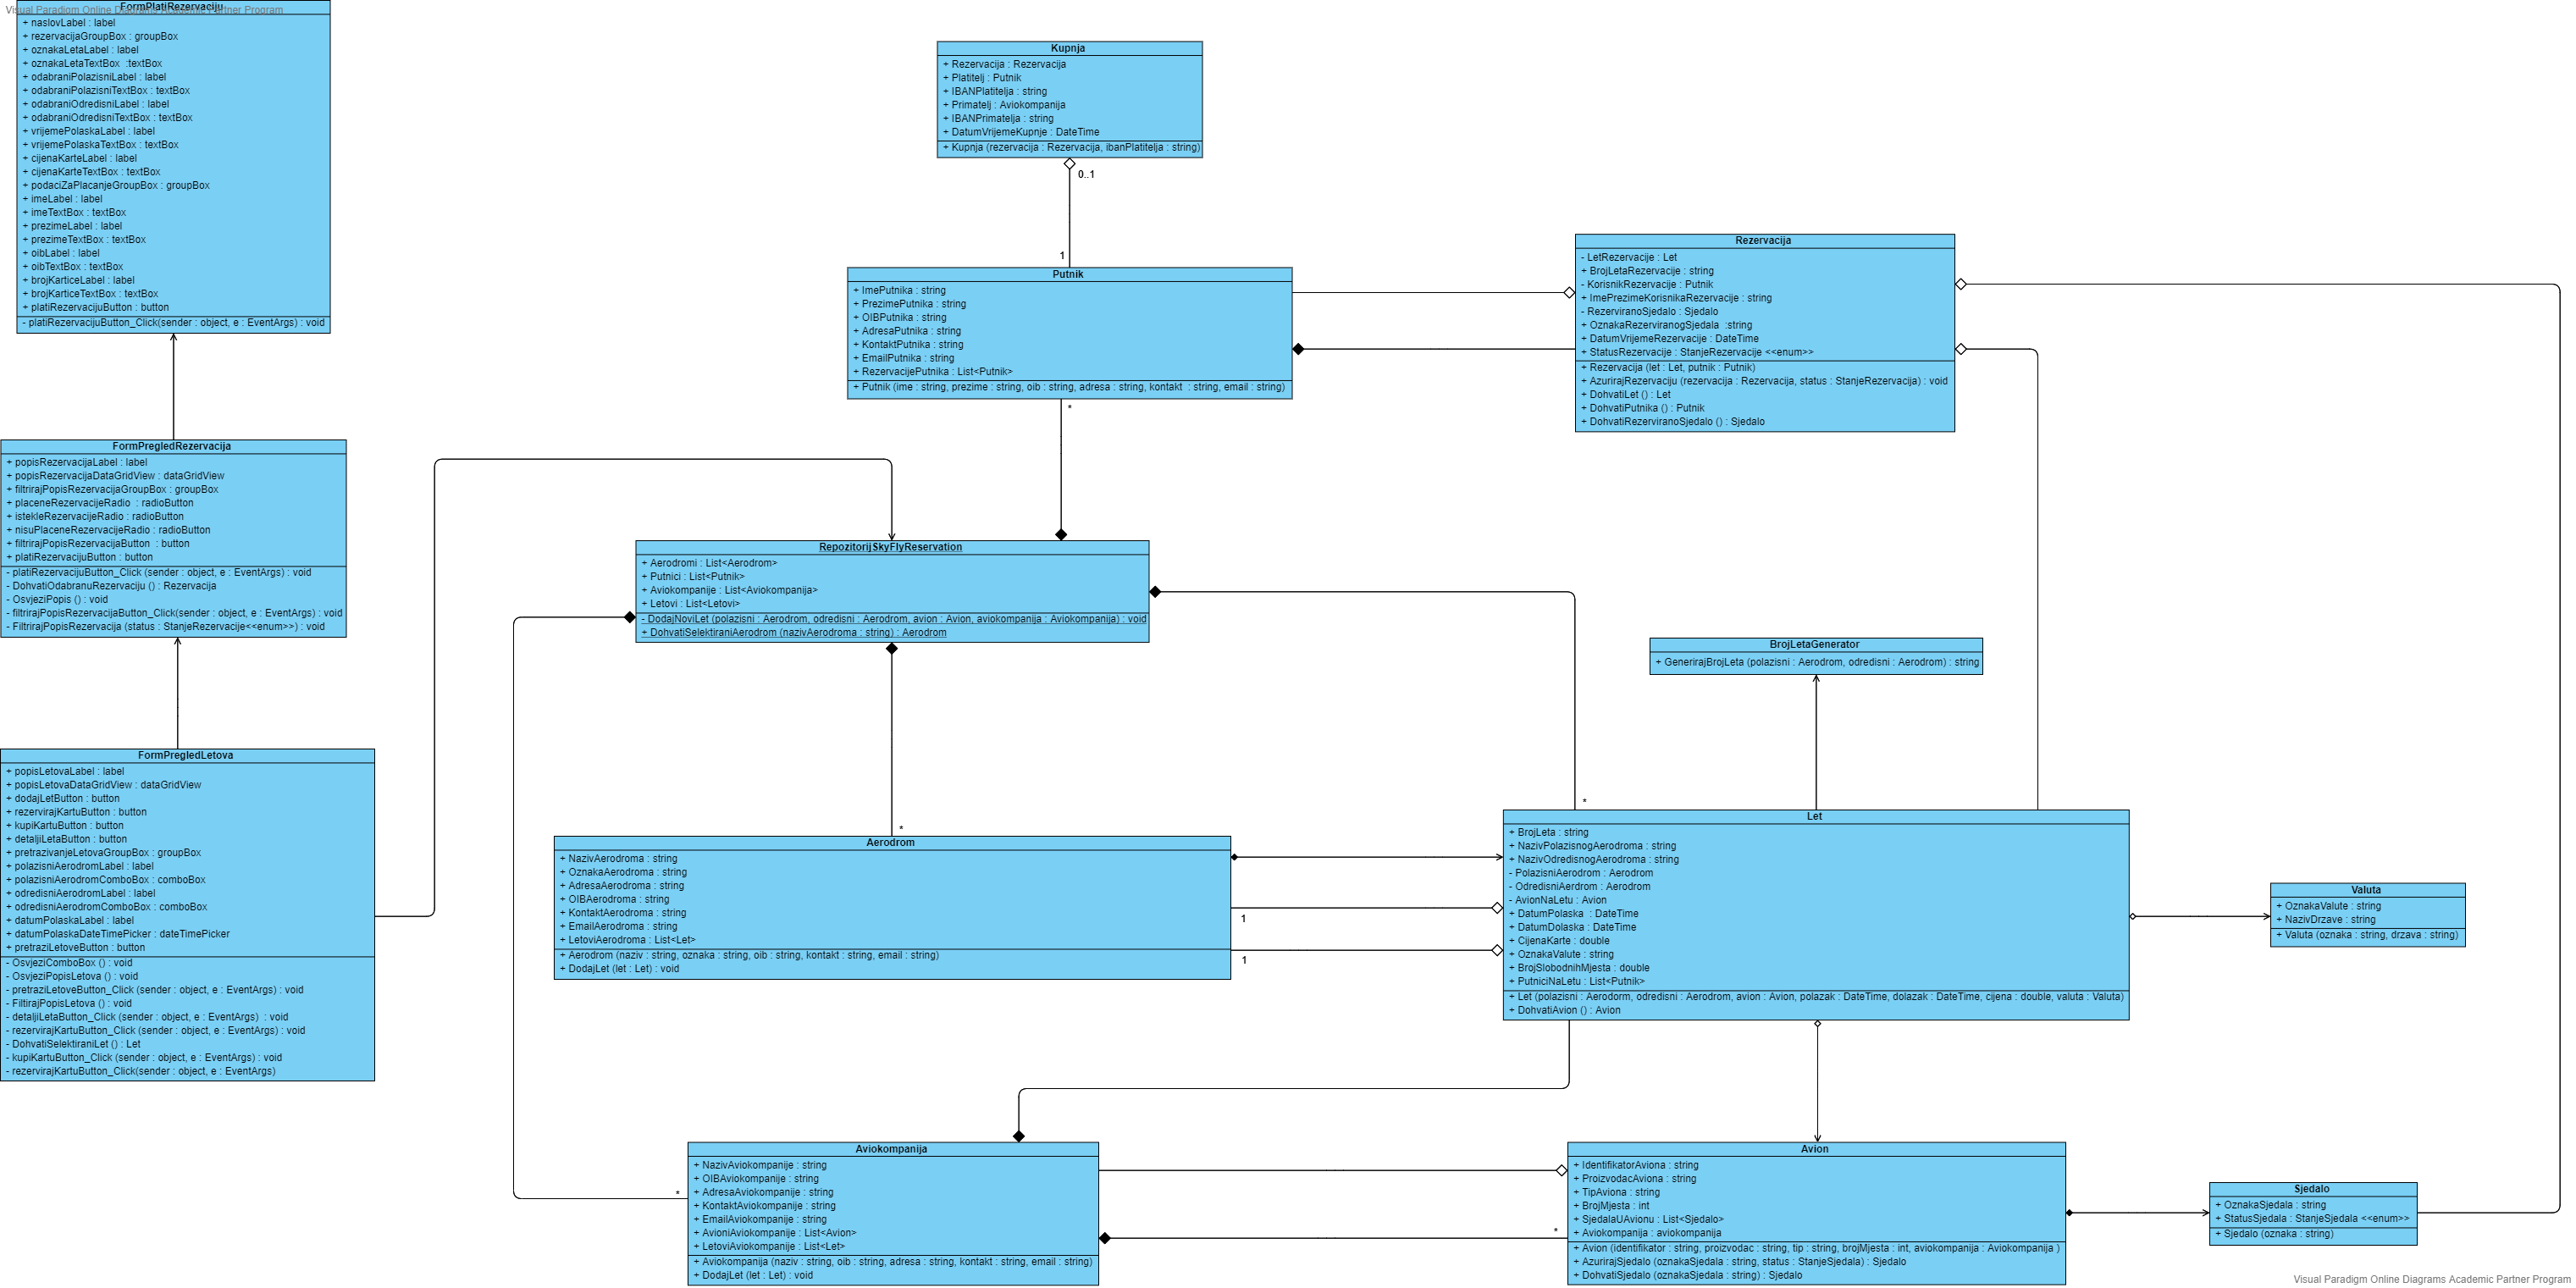 Visual Paradigm Online Diagrams Academic Partner Program
FormPlatiRezervaciju
+ naslovLabel : label
+ rezervacijaGroupBox : groupBox
+ oznakaLetaLabel : label
+ oznakaLetaTextBox :textBox
+ odabraniPolazisniLabel : label
+ odabraniPolazisniTextBox : textBox
+ odabraniOdredisniLabel : label
+ odabraniOdredisniTextBox : textBox
+ vrijemePolaskaLabel : label
+ vrijemePolaskaTextBox : textBox
+ cijenaKarteLabel : label
+ cijenaKarteTextBox : textBox
+ podaciZaPlacanjeGroupBox : groupBox
+ imeLabel : label
+ imeTextBox : textBox
+ prezimeLabel : label
+ prezimeTextBox : textBox
+ oibLabel : label
+ oibTextBox : textBox
+ brojKarticeLabel : label
+ brojKarticeTextBox : textBox
+ platiRezervacijuButton : button
- platiRezervacijuButton_Click(sender : object, e : EventArgs) : void
Kupnja
+ Rezervacija : Rezervacija
+ Platitelj : Putnik
+ IBANPlatitelja : string
+ Primatelj : Aviokompanija
+ IBANPrimatelja : string
+ DatumVrijemeKupnje : DateTime
+ Kupnja (rezervacija : Rezervacija, ibanPlatitelja : string)
0..1
1
Putnik
+ ImePutnika : string
+ PrezimePutnika : string
+ OIBPutnika : string
+ AdresaPutnika : string
+ KontaktPutnika : string
+ EmailPutnika : string
+ RezervacijePutnika : List<Putnik>
+ Putnik (ime : string, prezime : string, oib : string, adresa : string, kontakt : string, email : string)
*
Rezervacija
- LetRezervacije : Let
+ BrojLetaRezervacije : string
- KorisnikRezervacije : Putnik
+ ImePrezimeKorisnikaRezervacije : string
- RezerviranoSjedalo : Sjedalo
+ OznakaRezerviranogSjedala :string
+ DatumVrijemeRezervacije : DateTime
+ StatusRezervacije : StanjeRezervacije <<enum>>
+ Rezervacija (let : Let, putnik : Putnik)
+ AzurirajRezervaciju (rezervacija : Rezervacija, status : StanjeRezervacija) : void
+ DohvatiLet () : Let
+ DohvatiPutnika () : Putnik
+ DohvatiRezerviranoSjedalo () : Sjedalo
FormPregledRezervacija
+ popisRezervacijaLabel : label
+ popisRezervacijaDataGridView : dataGridView
+ filtrirajPopisRezervacijaGroupBox : groupBox
+ placeneRezervacijeRadio : radioButton
+ istekleRezervacijeRadio : radioButton
+ nisuPlaceneRezervacijeRadio : radioButton
+ filtrirajPopisRezervacijaButton : button
+ platiRezervacijuButton : button
- platiRezervacijuButton_Click (sender : object, e : EventArgs) : void
- DohvatiOdabranuRezervaciju () : Rezervacija
- OsvjeziPopis () : void
- filtrirajPopisRezervacijaButton_Click(sender : object, e : EventArgs) : void
- FiltrirajPopisRezervacija (status : StanjeRezervacije<<enum>>) : void
RepozitorijSkyFlyReservation
+ Aerodromi : List<Aerodrom>
+ Putnici : List<Putnik>
+ Aviokompanije : List<Aviokompanija>
+ Letovi : List<Letovi>
- DodajNoviLet (polazisni : Aerodrom, odredisni : Aerodrom, avion : Avion, aviokompanija : Aviokompanija) : void
+ DohvatiSelektiraniAerodrom (nazivAerodroma : string) : Aerodrom
BrojLetaGenerator
+ GenerirajBrojLeta (polazisni : Aerodrom, odredisni : Aerodrom) : string
FormPregledLetova
+ popisLetovaLabel : label
+ popisLetovaDataGridView : dataGridView
+ dodajLetButton : button
+ rezervirajKartuButton : button
+ kupiKartuButton : button
+ detaljiLetaButton : button
+ pretrazivanjeLetovaGroupBox : groupBox
+ polazisniAerodromLabel : label
+ polazisniAerodromComboBox : comboBox
+ odredisniAerodromLabel : label
+ odredisniAerodromComboBox : comboBox
+ datumPolaskaLabel : label
+ datumPolaskaDateTimePicker : dateTimePicker
+ pretraziLetoveButton : button
- OsvjeziComboBox () : void
- OsvjeziPopisLetova () : void
- pretraziLetoveButton_Click (sender : object, e : EventArgs) : void
- FiltirajPopisLetova () : void
- detaljiLetaButton_Click (sender : object, e : EventArgs) : void
- rezervirajKartuButton_Click (sender : object, e : EventArgs) : void
- DohvatiSelektiraniLet () : Let
- kupiKartuButton_Click (sender : object, e : EventArgs) : void
- rezervirajKartuButton_Click(sender : object, e : EventArgs)
*
Aerodrom
+ NazivAerodroma : string
+ OznakaAerodroma : string
+ AdresaAerodroma : string
+ OIBAerodroma : string
+ KontaktAerodroma : string
+ EmailAerodroma : string
+ LetoviAerodroma : List<Let>
+ Aerodrom (naziv : string, oznaka : string, oib : string, kontakt : string, email : string)
+ DodajLet (let : Let) : void
1
1
*
Let
+ BrojLeta : string
+ NazivPolazisnogAerodroma : string
+ NazivOdredisnogAerodroma : string
- PolazisniAerodrom : Aerodrom
- OdredisniAerdrom : Aerodrom
- AvionNaLetu : Avion
+ DatumPolaska : DateTime
+ DatumDolaska : DateTime
+ CijenaKarte : double
+ OznakaValute : string
+ BrojSlobodnihMjesta : double
+ PutniciNaLetu : List<Putnik>
+ Let (polazisni : Aerodorm, odredisni : Aerodrom, avion : Avion, polazak : DateTime, dolazak : DateTime, cijena : double, valuta : Valuta)
+ DohvatiAvion () : Avion
Valuta
+ OznakaValute : string
+ NazivDrzave : string
+ Valuta (oznaka : string, drzava : string)
*
Aviokompanija
+ NazivAviokompanije : string
+ OIBAviokompanije : string
+ AdresaAviokompanije : string
+ KontaktAviokompanije : string
+ EmailAviokompanije : string
+ AvioniAviokompanije : List<Avion>
+ LetoviAviokompanije : List<Let>
+ Aviokompanija (naziv : string, oib : string, adresa : string, kontakt : string, email : string)
+ DodajLet (let : Let) : void
*
Avion
+ IdentifikatorAviona : string
+ ProizvodacAviona : string
+ TipAviona : string
+ BrojMjesta : int
+ SjedalaUAvionu : List<Sjedalo>
+ Aviokompanija : aviokompanija
+ Avion (identifikator : string, proizvodac : string, tip : string, brojMjesta : int, aviokompanija : Aviokompanija )
+ AzurirajSjedalo (oznakaSjedala : string, status : StanjeSjedala) : Sjedalo
+ DohvatiSjedalo (oznakaSjedala : string) : Sjedalo
Sjedalo
+ OznakaSjedala : string
+ StatusSjedala : StanjeSjedala <<enum>>
+ Sjedalo (oznaka : string)
Visual Paradigm Online Diagrams Academic Partner Program